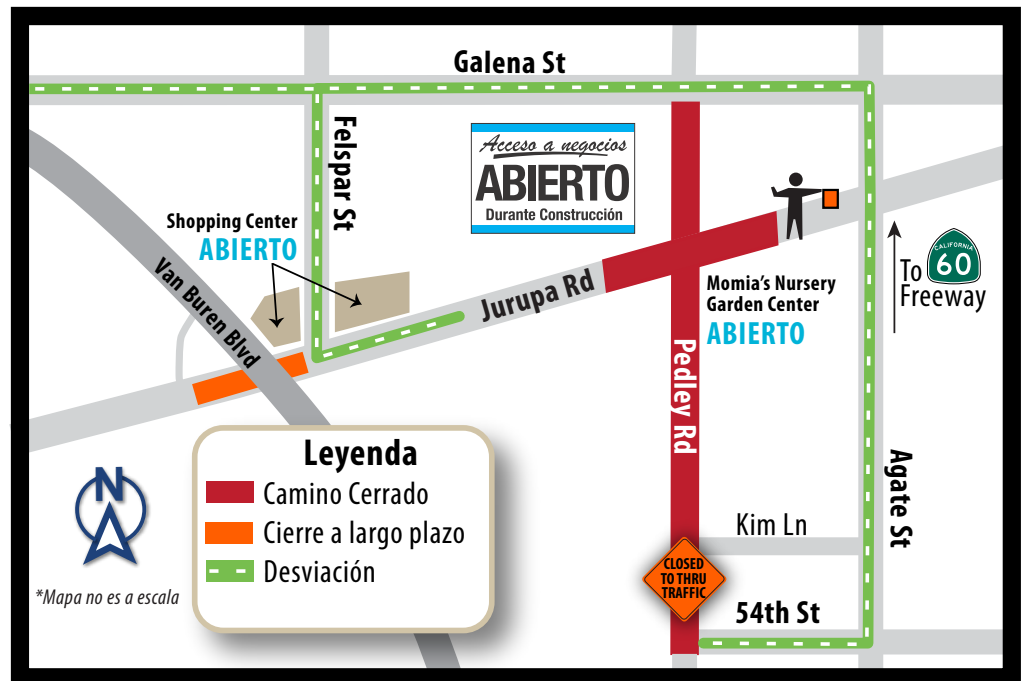 Galena St
Felspar St
Acceso a negocios
ABIERTO
Durante Construcción
Shopping Center
ABIERTO
Van Buren Blvd
Jurupa Rd
Momia's Nursery
Garden Center
ABIERTO
CALIFORNIA
60
To
Freeway
Pedley Rd
Agate St
Leyenda
Camino Cerrado
Cierre a largo plazo
Desviación
N
*Mapa no es a escala
Kim Ln
CLOSED
TO THRU
TRAFFIC
54th St